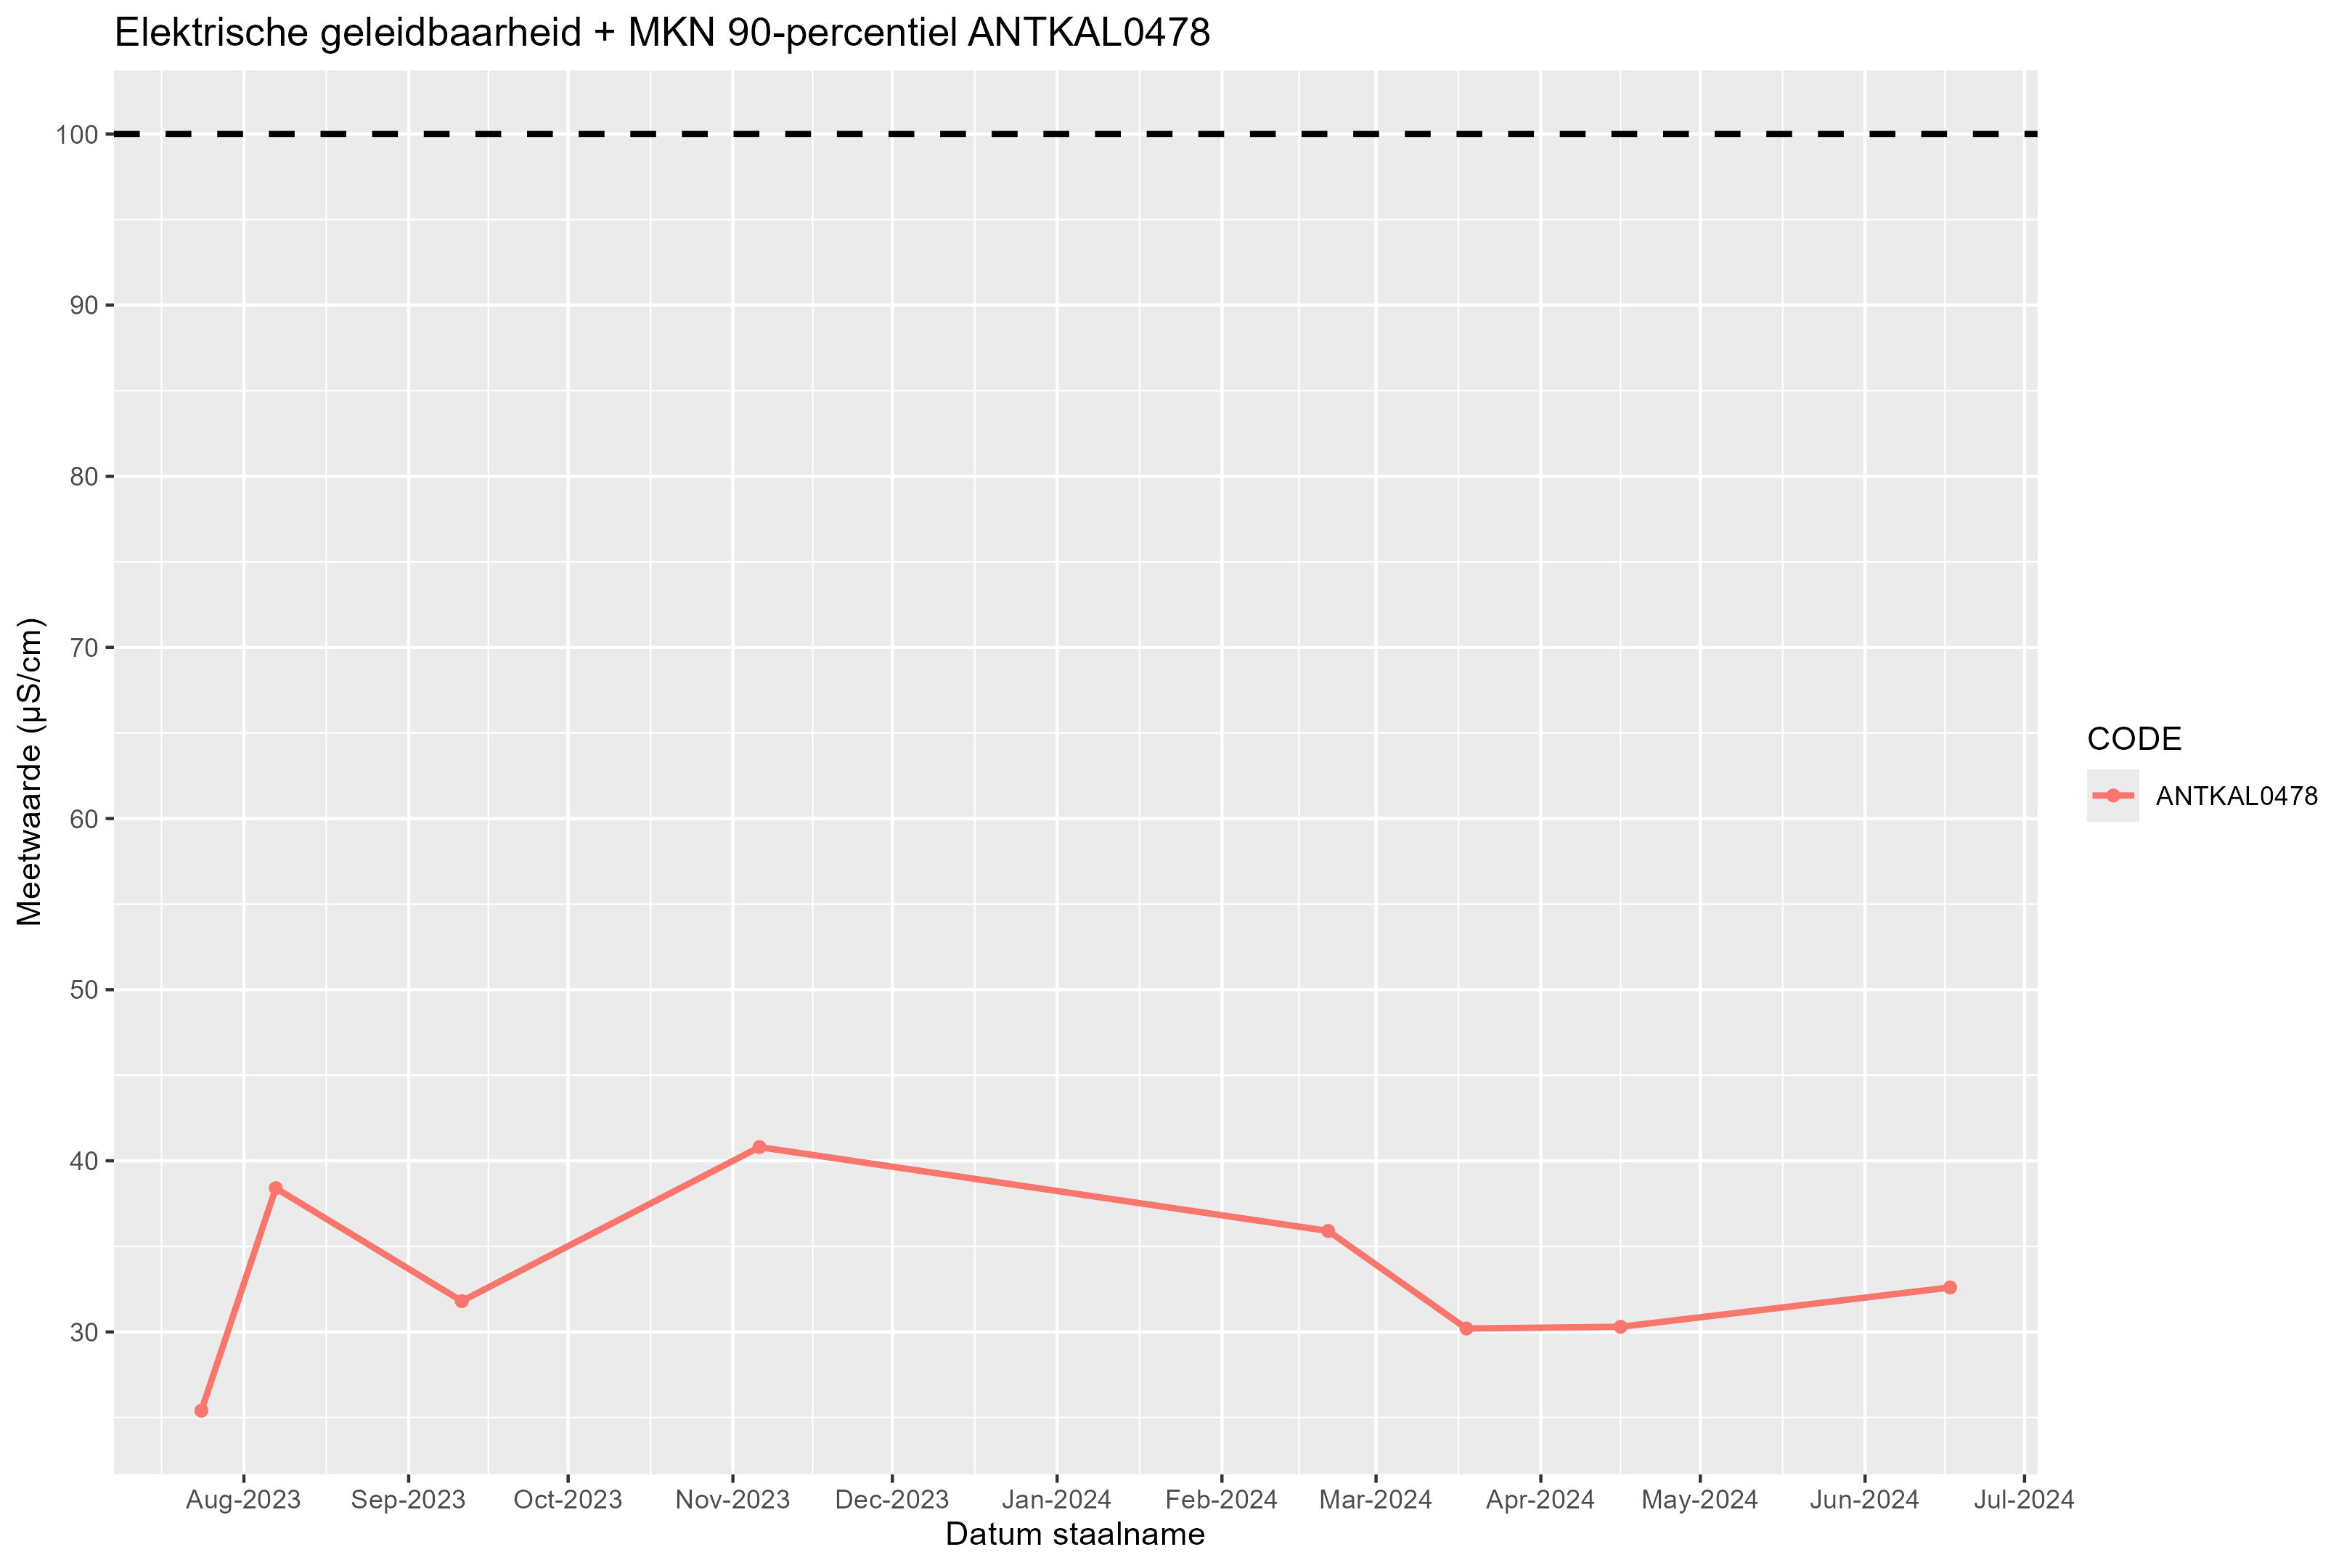 Elektrische geleidbaarheid + MKN 90-percentiel ANTKAL0478
100
90
80
70
60
50
40
30
Meetwaarde (µS/cm)
Aug-2023 Sep-2023 Oct-2023 Nov-2023 Dec-2023 Jan-2024 Feb-2024 Mar-2024 Apr-2024 May-2024 Jun-2024 Jul-2024
Datum staalname
CODE
ANTKAL0478